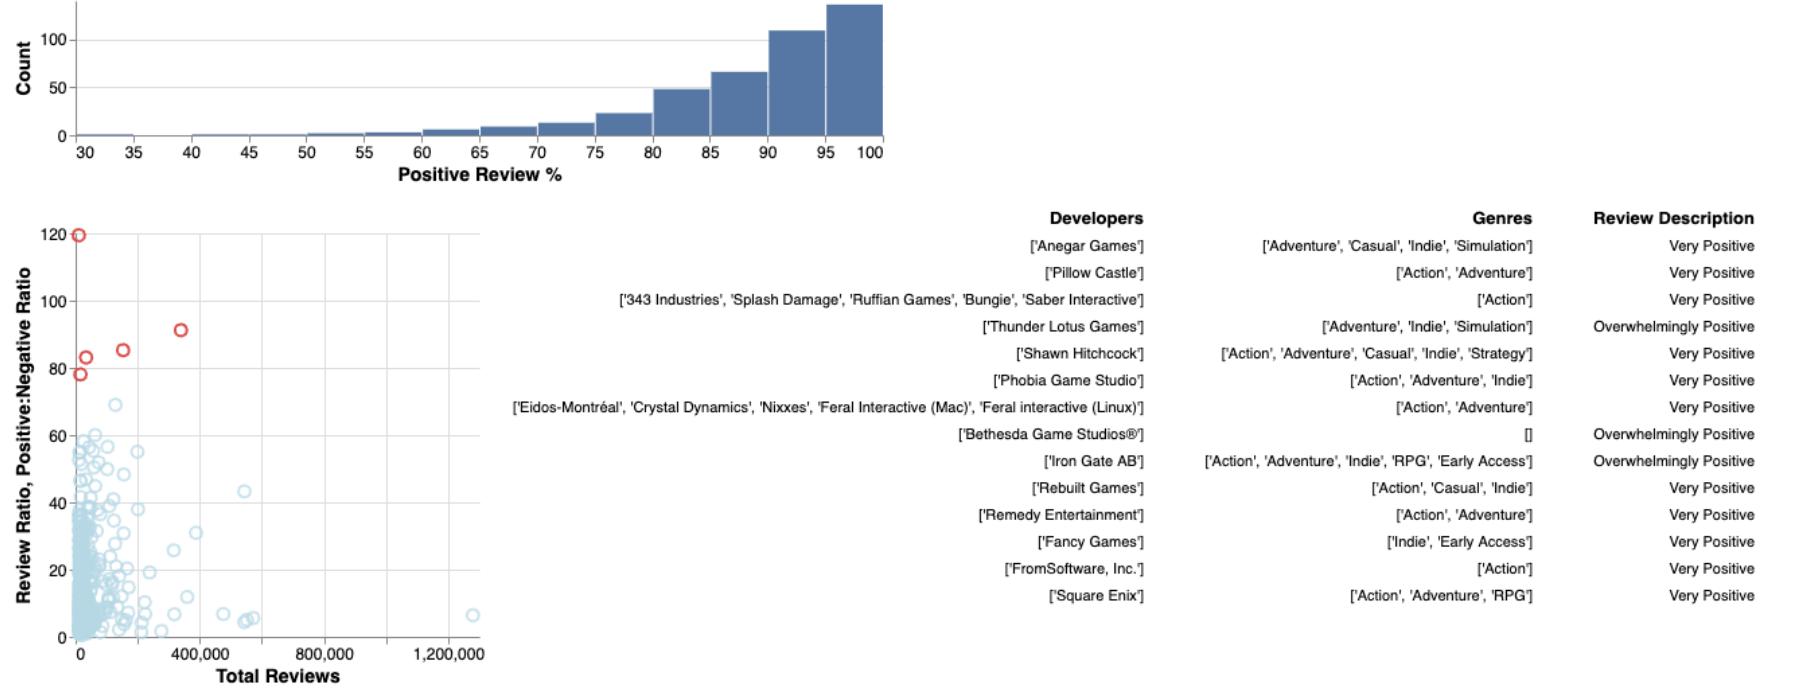 Count
100
50
0
30 35 40 45 50 55 60 65 70 75 80 85 90 95 100
Positive Review %
Review Ratio, Positive:Negative Ratio
120
100
80
60
40
20
0
0 400,000 800,000 1,200,000
Total Reviews
Developers Genres Review Description
['Anegar Games'] ['Adventure', 'Casual', 'Indie', 'Simulation'] Very Positive
['Pillow Castle'] ['Action', 'Adventure'] Very Positive
['343 Industries', 'Splash Damage', 'Ruffian Games', 'Bungie', 'Saber Interactive'] ['Action'] Very Positive
['Thunder Lotus Games'] ['Adventure', 'Indie', 'Simulation'] Overwhelmingly Positive
['Shawn Hitchcock'] ['Action', 'Adventure', 'Casual', 'Indie', 'Strategy'] Very Positive
['Phobia Game Studio'] ['Action', 'Adventure', 'Indie'] Very Positive
['Eidos-Montréal', 'Crystal Dynamics', 'Nixxes', 'Feral Interactive (Mac)', 'Feral interactive (Linux)'] ['Action', 'Adventure'] Very Positive
['Bethesda Game Studios®'] [] Overwhelmingly Positive
['Iron Gate AB'] ['Action', 'Adventure', 'Indie', 'RPG', 'Early Access'] Overwhelmingly Positive
['Rebuilt Games'] ['Action', 'Casual', 'Indie'] Very Positive
['Remedy Entertainment'] ['Action', 'Adventure'] Very Positive
['Fancy Games'] ['Indie', 'Early Access'] Very Positive
['FromSoftware, Inc.'] ['Action'] Very Positive
['Square Enix'] ['Action', 'Adventure', 'RPG'] Very Positive